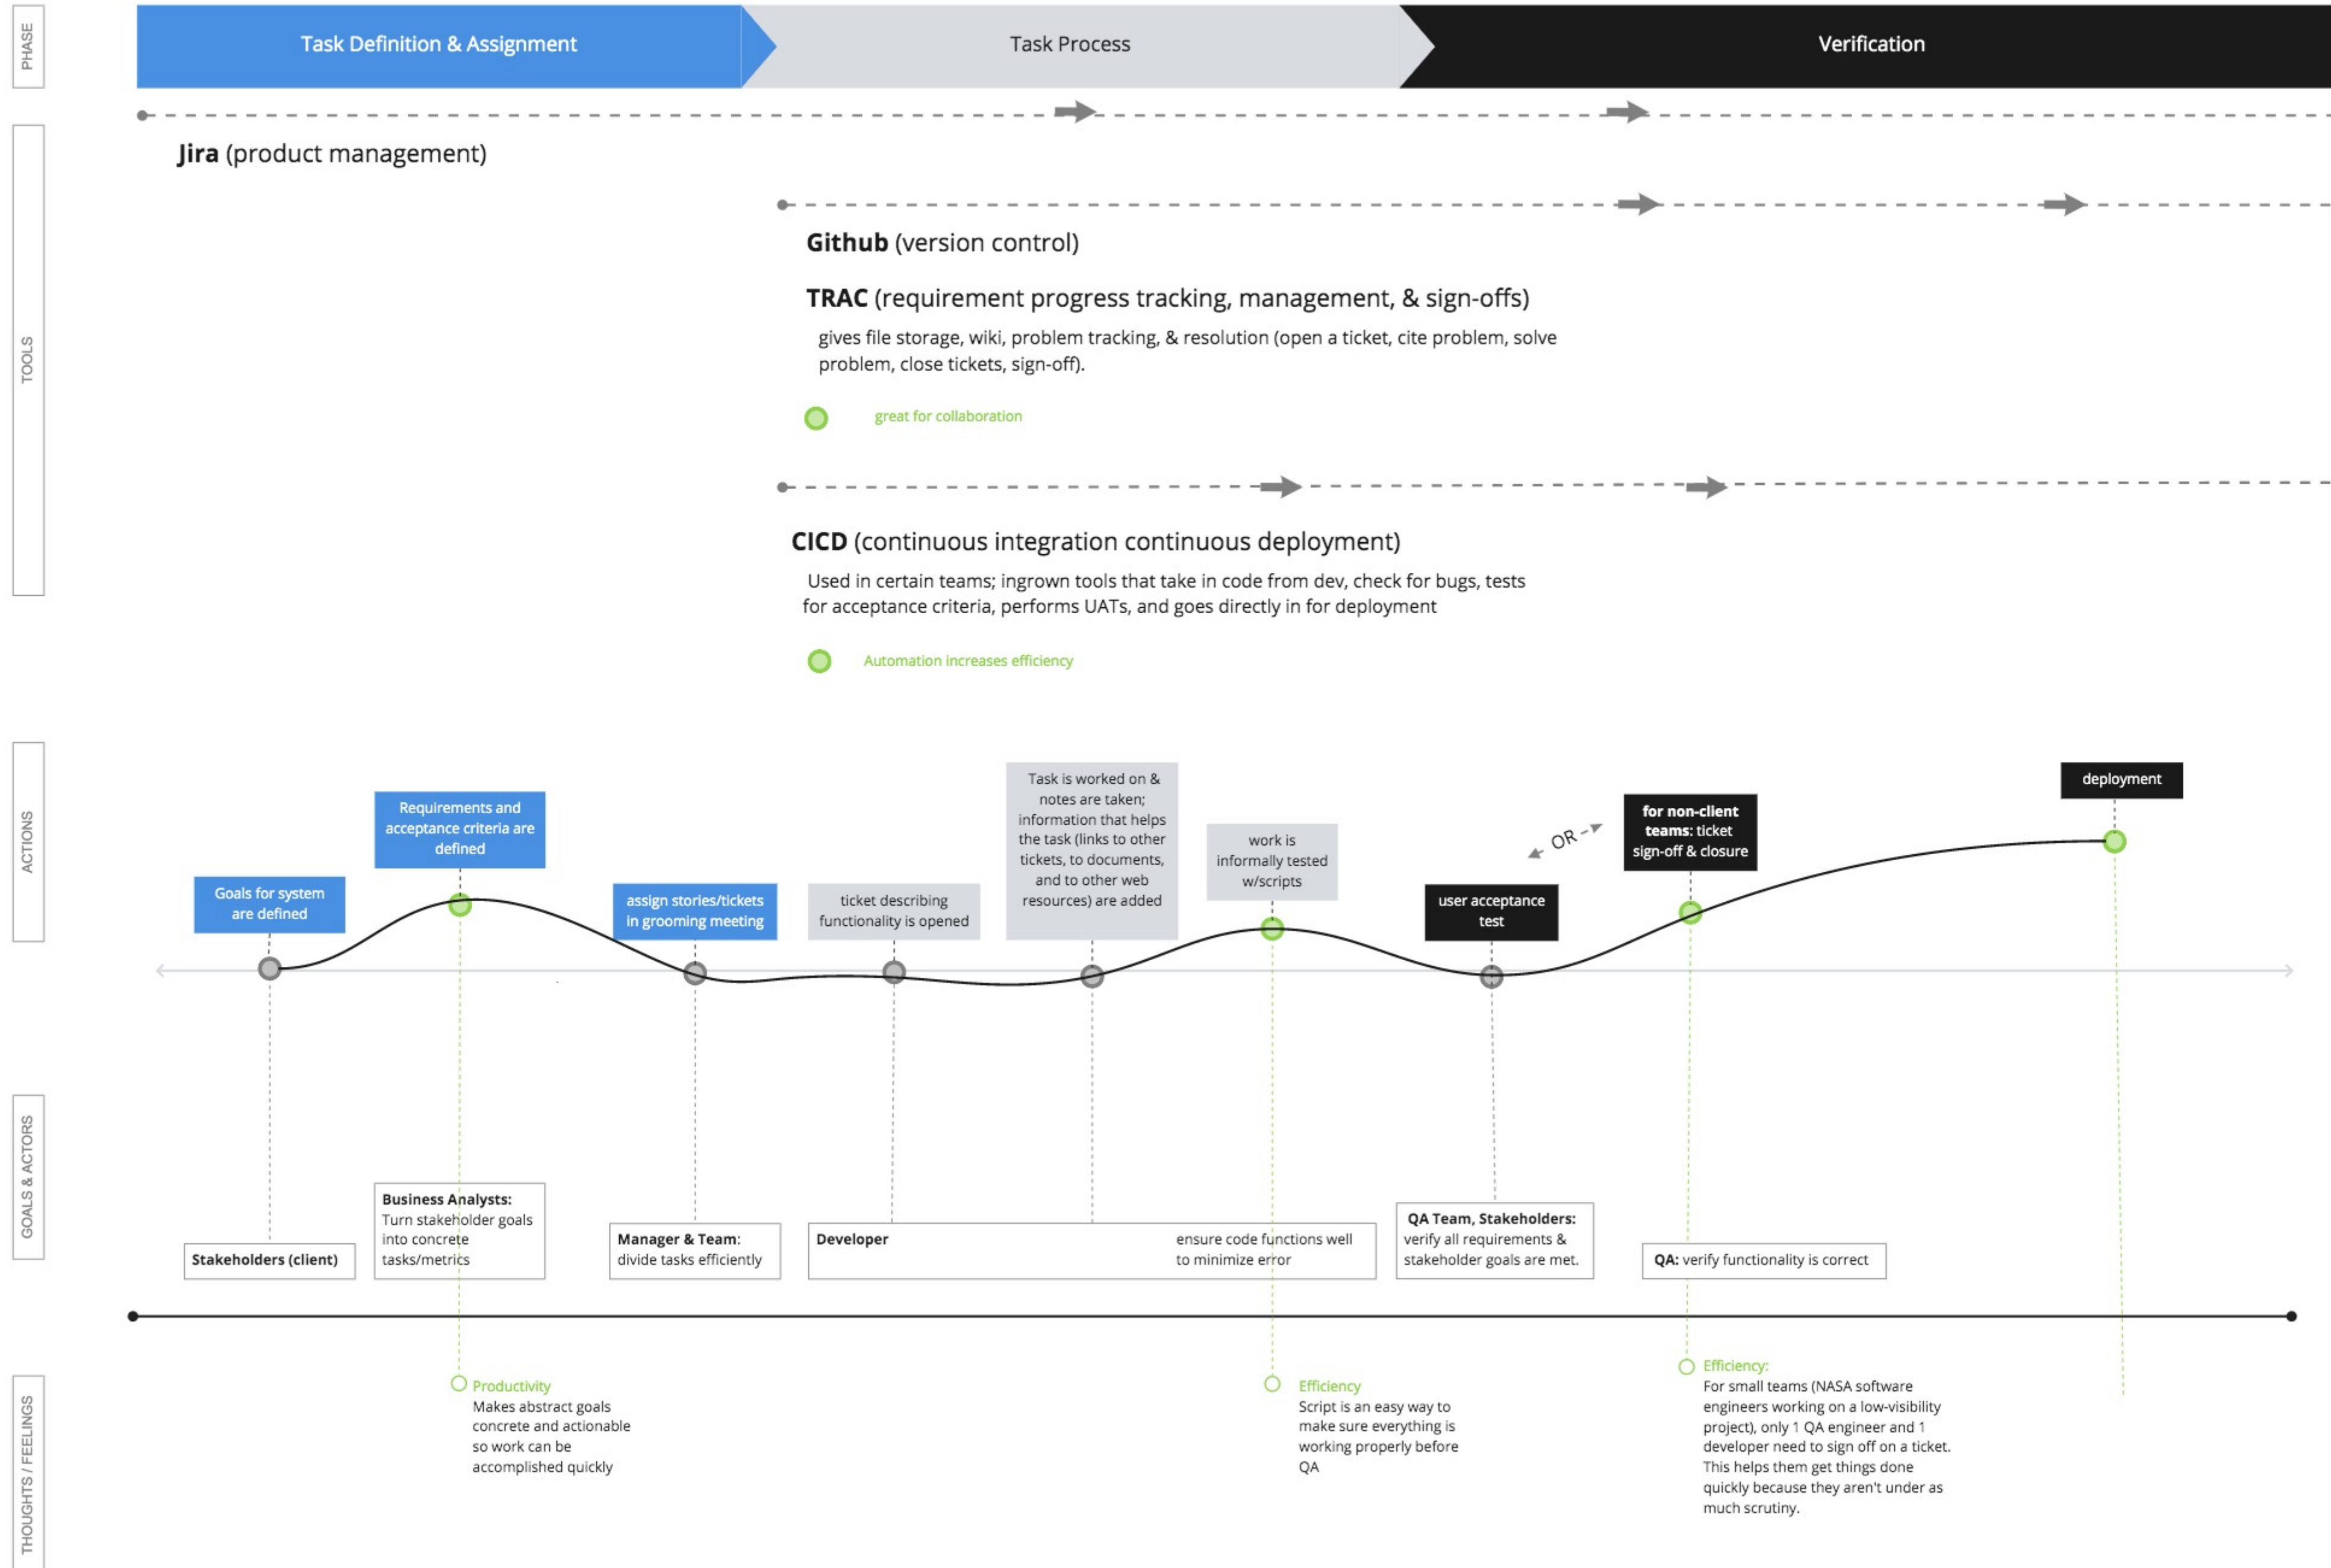 PHASE
Task Definition & Assignment
Task Process
Verification
TOOLS
Jira (product management)
Github (version control)
TRAC (requirement progress tracking, management, & sign-offs)
gives file storage, wiki, problem tracking, & resolution (open a ticket, cite problem, solve
problem, close tickets, sign-off).
great for collaboration
CICD (continuous integration continuous deployment)
Used in certain teams; ingrown tools that take in code from dev, check for bugs, tests
for acceptance criteria, performs UATs, and goes directly in for deployment
Automation increases efficiency
ACTIONS
Goals for system
are defined
Requirements and
acceptance criteria are
defined
assign stories/tickets
in grooming meeting
ticket describing
functionality is opened
Task is worked on &
notes are taken;
information that helps
the task (links to other
tickets, to documents,
and to other web
resources) are added
work is
informally tested
w/scripts
user acceptance
test
OR
for non-client
teams: ticket
sign-off & closure
deployment
GOALS & ACTORS
Stakeholders (client)
Business Analysts:
Turn stakeholder goals
into concrete
tasks/metrics
Manager & Team:
divide tasks efficiently
Developer
ensure code functions well
to minimize error
QA Team, Stakeholders:
verify all requirements &
stakeholder goals are met.
QA: verify functionality is correct
THOUGHTS / FEELINGS
Productivity
Makes abstract goals
concrete and actionable
so work can be
accomplished quickly
Efficiency
Script is an easy way to
make sure everything is
working properly before
QA
Efficiency:
For small teams (NASA software
engineers working on a low-visibility
project), only 1 QA engineer and 1
developer need to sign off on a ticket.
This helps them get things done
quickly because they aren't under as
much scrutiny.